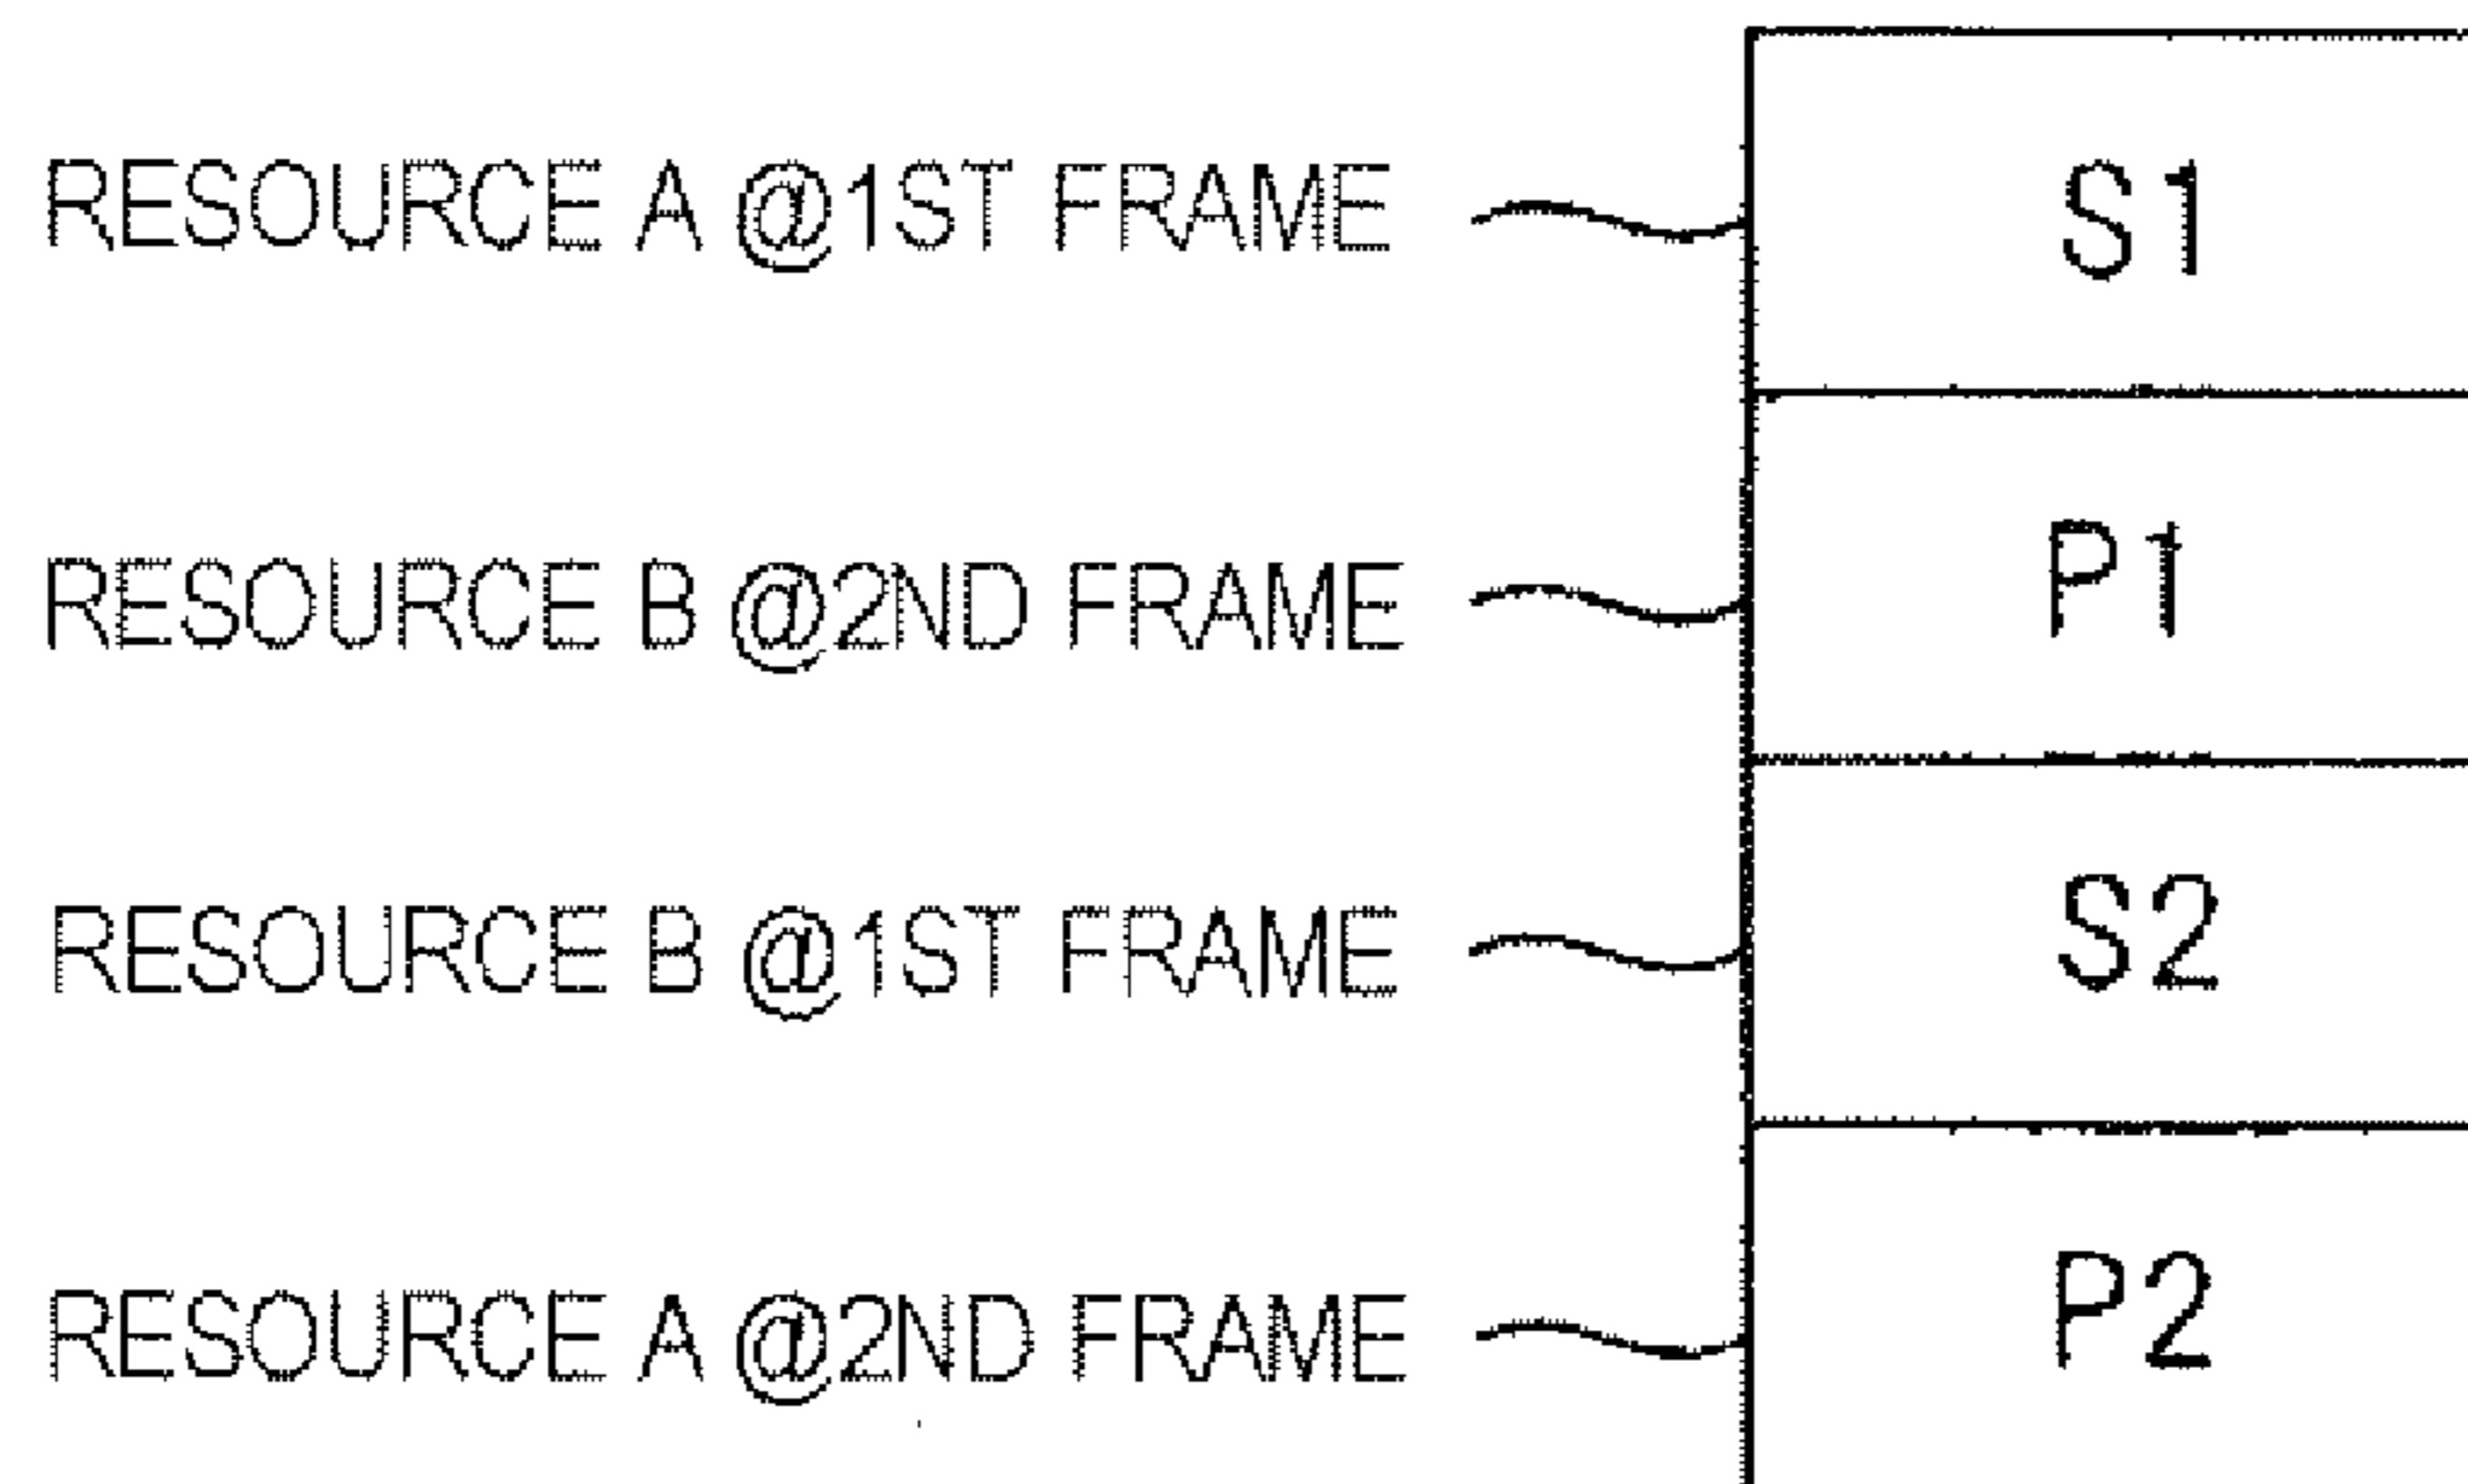 RESOURCE A @1ST FRAME S1
RESOURCE B @2ND FRAME P1
RESOURCE B @1ST FRAME S2
RESOURCE A @2ND FRAME P2